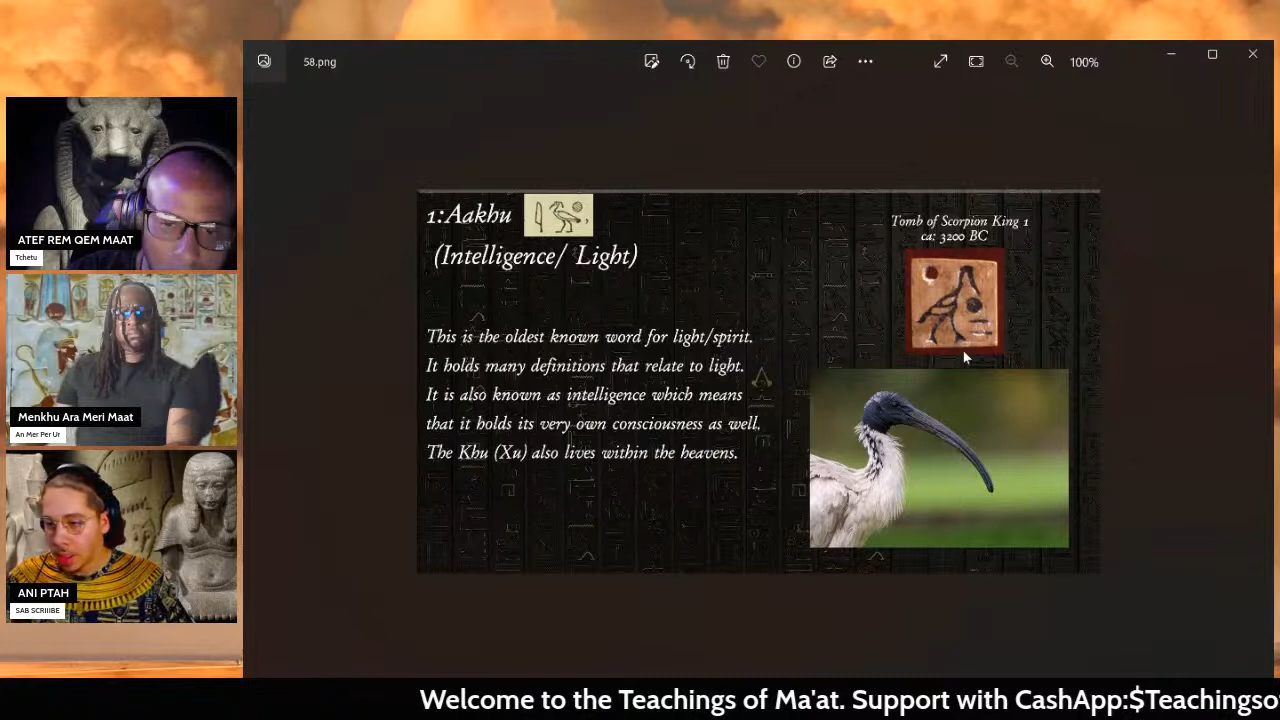 58.png
100%
ATEF REM QEM MAAT
Tchetu
Menkhu Ara Meri Maat
An Mer Per Ur
ANI PTAH
SAB SCRIIIBE
1:Aakhu
(Intelligence/ Light)
This is the oldest known word for light/spirit.
It holds many definitions that relate to light.
It is also known as intelligence which means
that it holds its very own consciousness as well.
The Khu (Xu) also lives within the heavens.
Tomb of Scorpion King 1
ca: 3200 BC
Welcome to the Teachings of Ma'at. Support with CashApp:$Teachingso